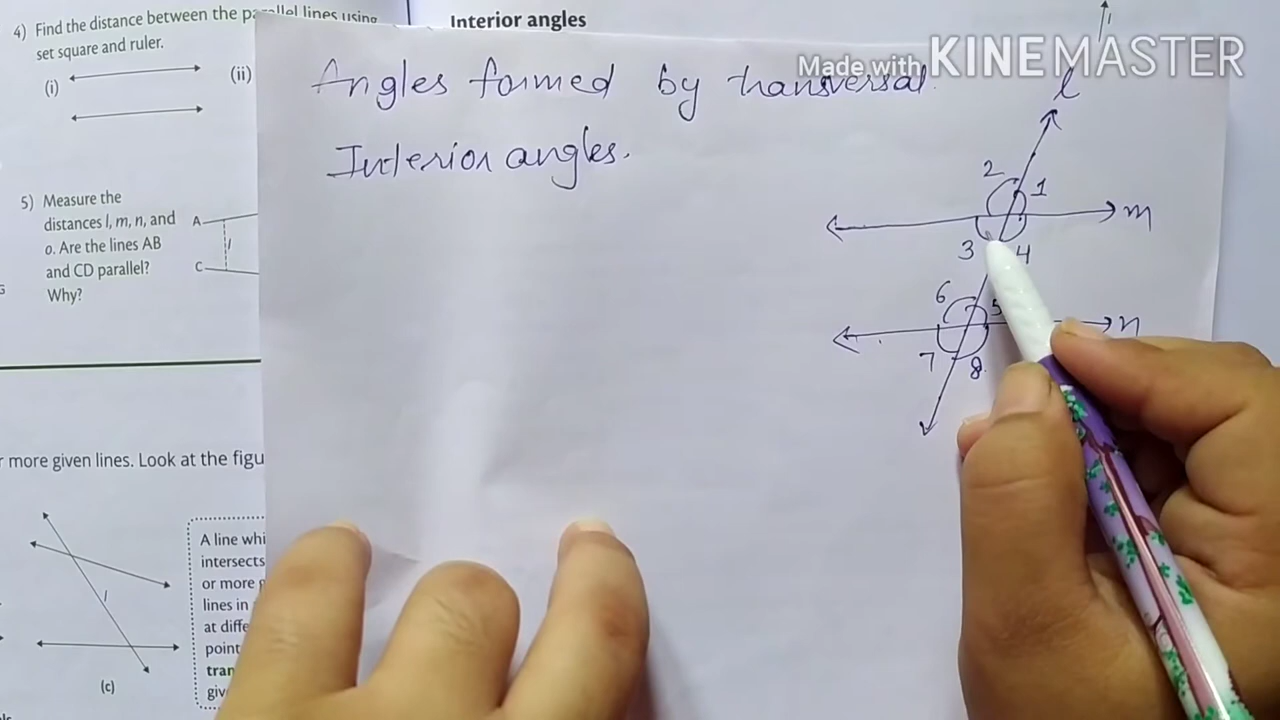 4) Find the distance between the parallel lines using
set square and ruler.
(i)
(ii)
5) Measure the
distances l, m, n, and
o. Are the lines AB
and CD parallel?
Why?
A
C
l
r more given lines. Look at the figu
l
(c)
A line whi
intersects
or more g
lines in
at diffe
point
tran
giv
Interior angles
l
Made with KINEMASTER
Angles formed by transversal.
Interior angles.
l
2
1
m
3
4
6
5
n
7
8